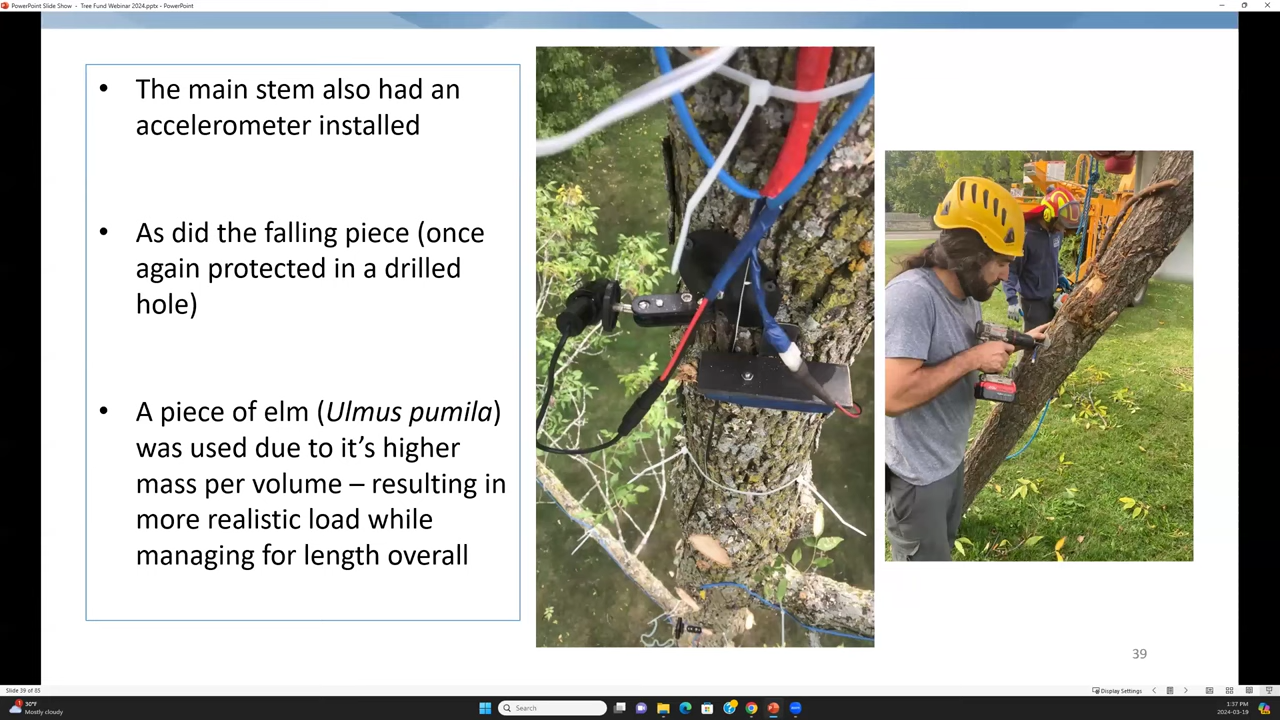 PowerPoint Slide Show - Tree Fund Webinar 2024.pptx - PowerPoint
• The main stem also had an
accelerometer installed
• As did the falling piece (once
again protected in a drilled
hole)
• A piece of elm (Ulmus pumila)
was used due to it's higher
mass per volume – resulting in
more realistic load while
managing for length overall
39
Slide 39 of 85
Display Settings
30°F
Mostly cloudy
Search
1:37 PM
2024-03-19